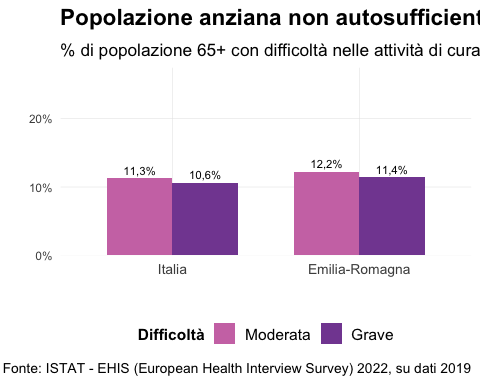 Popolazione anziana non autosufficient
% di popolazione 65+ con difficoltà nelle attività di cura
20%
10%
0%
11,3%
10,6%
12,2%
11,4%
Italia
Emilia-Romagna
Difficoltà Moderata Grave
Fonte: ISTAT - EHIS (European Health Interview Survey) 2022, su dati 2019